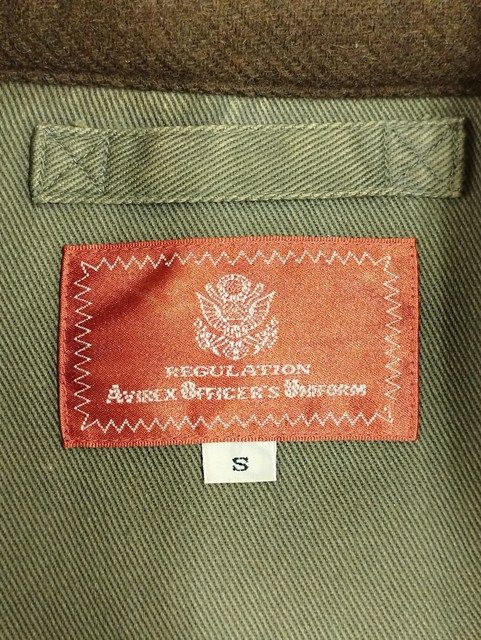 REGULATION
AVIREX OFFICER'S UNIFORM
S